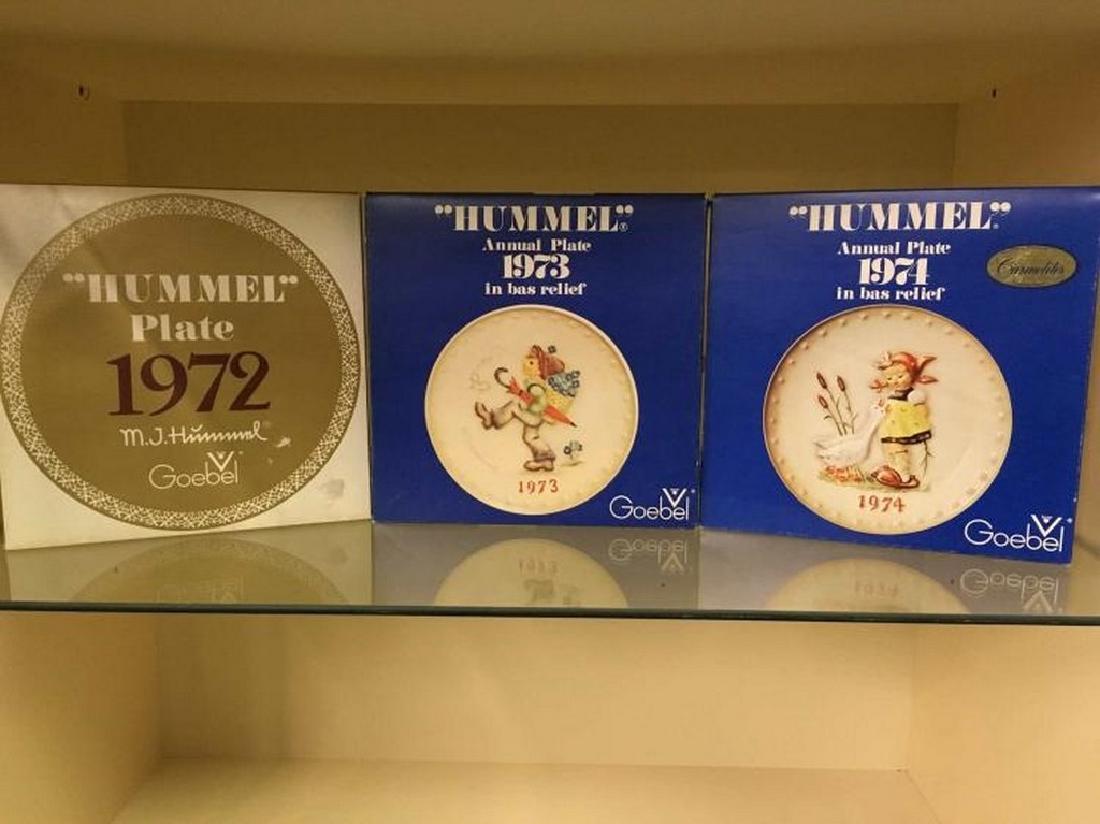 "HUMMEL"
Plate
1972
M.J.Hummel®
Goebel
"HUMMEL"®
Annual Plate
1973
in bas relief
1973
Goebel®
"HUMMEL"®
Annual Plate
1974
in bas relief
Carmelites
1974
Goebel®